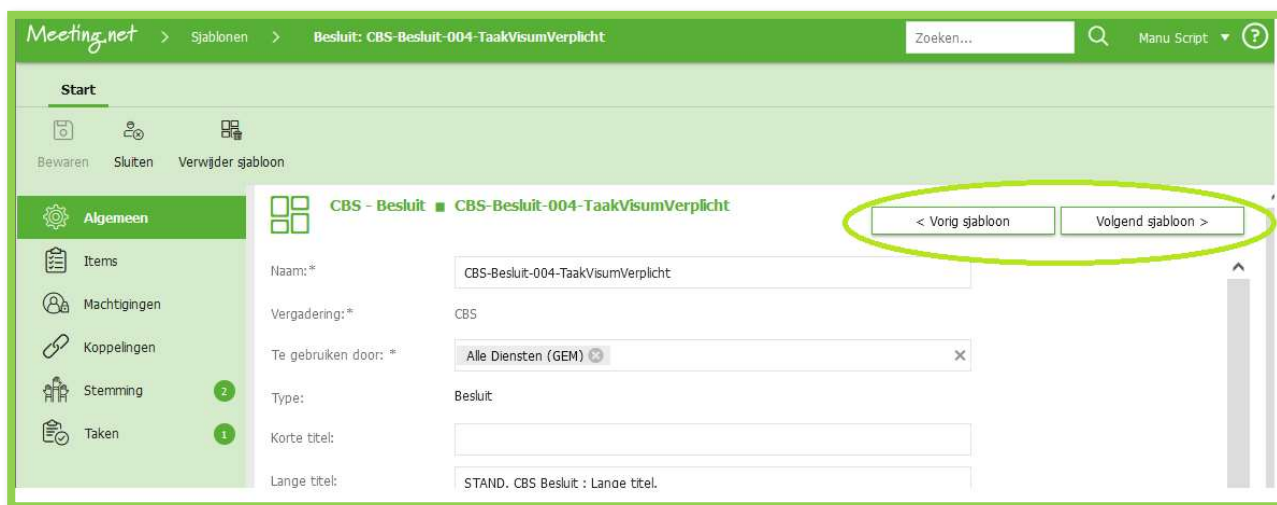 Meeting.net > Sjablonen > Besluit: CBS-Besluit-004-TaakVisumVerplicht Zoeken... Manu Script ▼ ?
Start
Bewaren Sluiten Verwijder sjabloon
CBS - Besluit ■ CBS-Besluit-004-TaakVisumVerplicht
< Vorig sjabloon Volgend sjabloon >
Algemeen
Items
Machtigingen
Koppelingen
Stemming 2
Taken 1
Naam:* CBS-Besluit-004-TaakVisumVerplicht
Vergadering:* CBS
Te gebruiken door: * Alle Diensten (GEM)
Type: Besluit
Korte titel:
Lange titel: STAND. CBS Besluit : Lange titel.